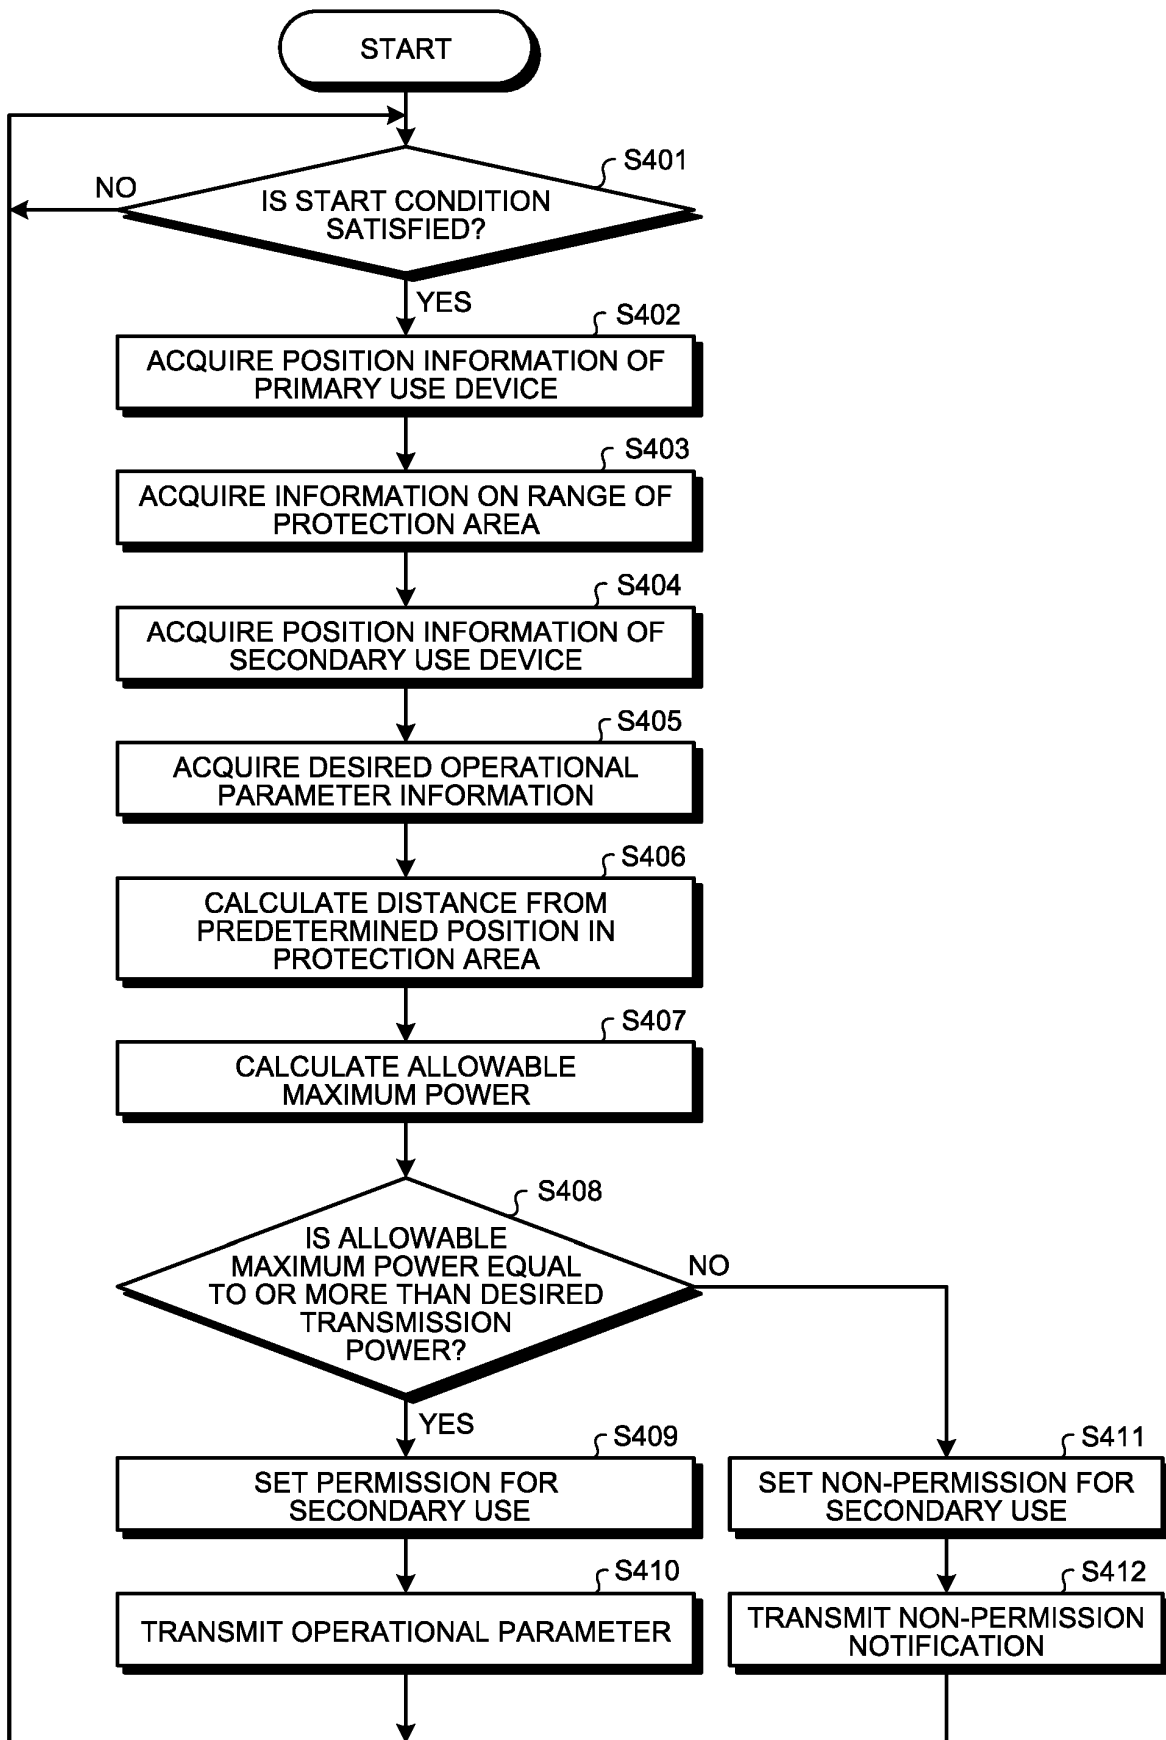 START
S401
NO
IS START CONDITION
SATISFIED?
YES
S402
ACQUIRE POSITION INFORMATION OF
PRIMARY USE DEVICE
S403
ACQUIRE INFORMATION ON RANGE OF
PROTECTION AREA
S404
ACQUIRE POSITION INFORMATION OF
SECONDARY USE DEVICE
S405
ACQUIRE DESIRED OPERATIONAL
PARAMETER INFORMATION
S406
CALCULATE DISTANCE FROM
PREDETERMINED POSITION IN
PROTECTION AREA
S407
CALCULATE ALLOWABLE
MAXIMUM POWER
S408
IS ALLOWABLE
MAXIMUM POWER EQUAL
TO OR MORE THAN DESIRED
TRANSMISSION
POWER?
NO
YES
S409
SET PERMISSION FOR
SECONDARY USE
S411
SET NON-PERMISSION FOR
SECONDARY USE
S410
TRANSMIT OPERATIONAL PARAMETER
S412
TRANSMIT NON-PERMISSION
NOTIFICATION